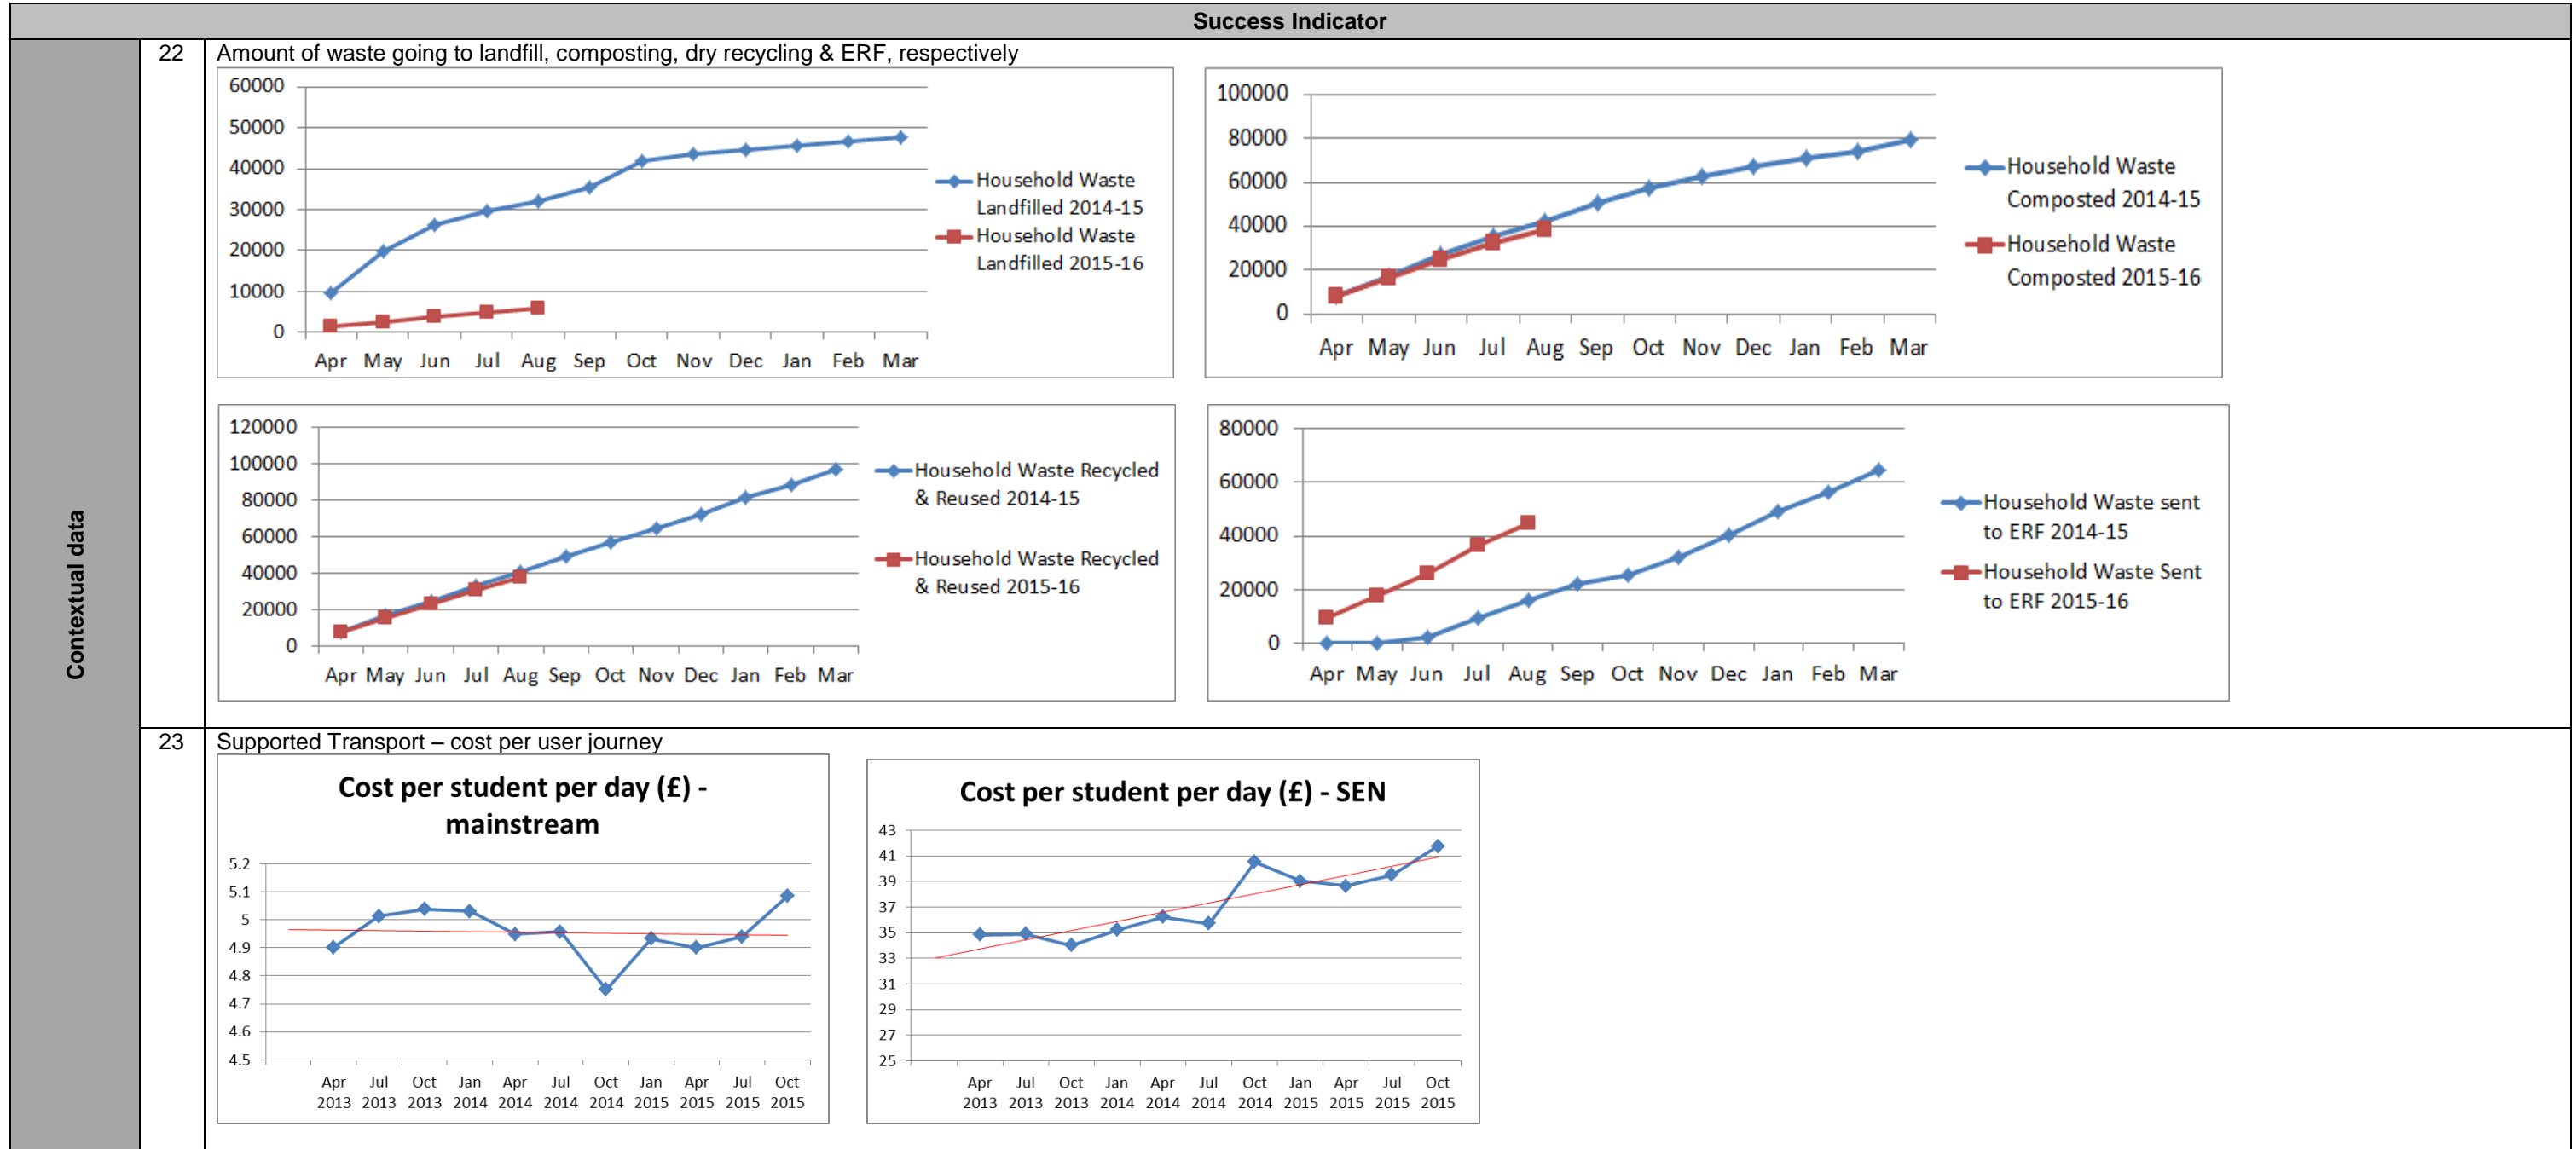 Success Indicator
Contextual data
22 Amount of waste going to landfill, composting, dry recycling & ERF, respectively
60000
50000
40000
30000
20000
10000
0
Apr May Jun Jul Aug Sep Oct Nov Dec Jan Feb Mar
Household Waste
Landfilled 2014-15
Household Waste
Landfilled 2015-16
100000
80000
60000
40000
20000
0
Apr May Jun Jul Aug Sep Oct Nov Dec Jan Feb Mar
Household Waste
Composted 2014-15
Household Waste
Composted 2015-16
120000
100000
80000
60000
40000
20000
0
Apr May Jun Jul Aug Sep Oct Nov Dec Jan Feb Mar
Household Waste Recycled
& Reused 2014-15
Household Waste Recycled
& Reused 2015-16
80000
60000
40000
20000
0
Apr May Jun Jul Aug Sep Oct Nov Dec Jan Feb Mar
Household Waste sent
to ERF 2014-15
Household Waste Sent
to ERF 2015-16
23 Supported Transport – cost per user journey
Cost per student per day (£) -
mainstream
5.2
5.1
5
4.9
4.8
4.7
4.6
4.5
Apr Jul Oct Jan Apr Jul Oct Jan Apr Jul Oct
2013 2013 2013 2014 2014 2014 2014 2015 2015 2015 2015
Cost per student per day (£) - SEN
43
41
39
37
35
33
31
29
27
25
Apr Jul Oct Jan Apr Jul Oct Jan Apr Jul Oct
2013 2013 2013 2014 2014 2014 2014 2015 2015 2015 2015